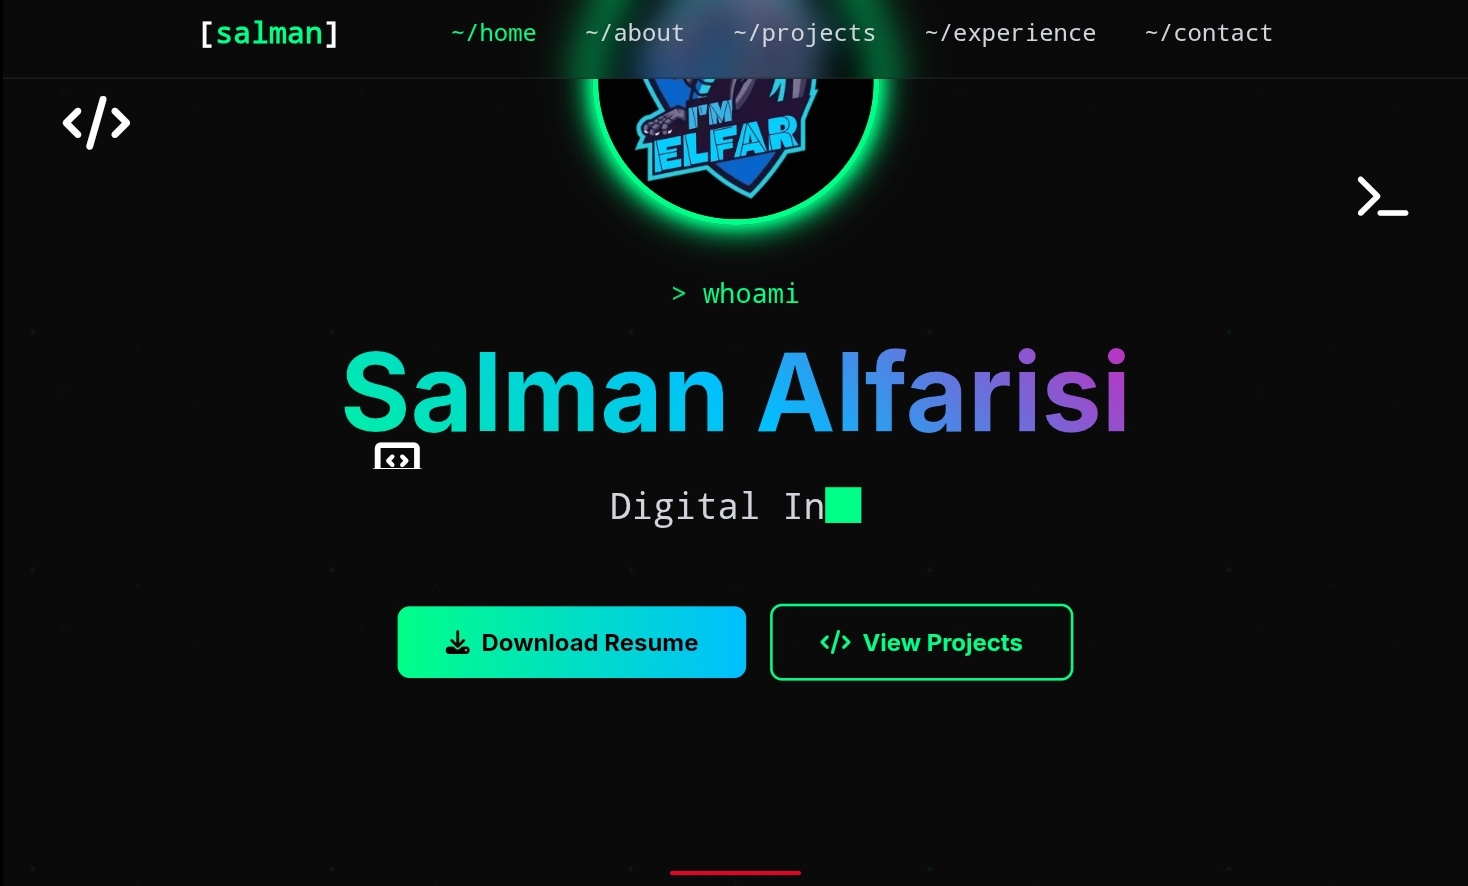 [salman] ~/home ~/about ~/projects ~/experience ~/contact
I'M
ELFAR
> whoami
Salman Alfarisi
Digital In
Download Resume </> View Projects